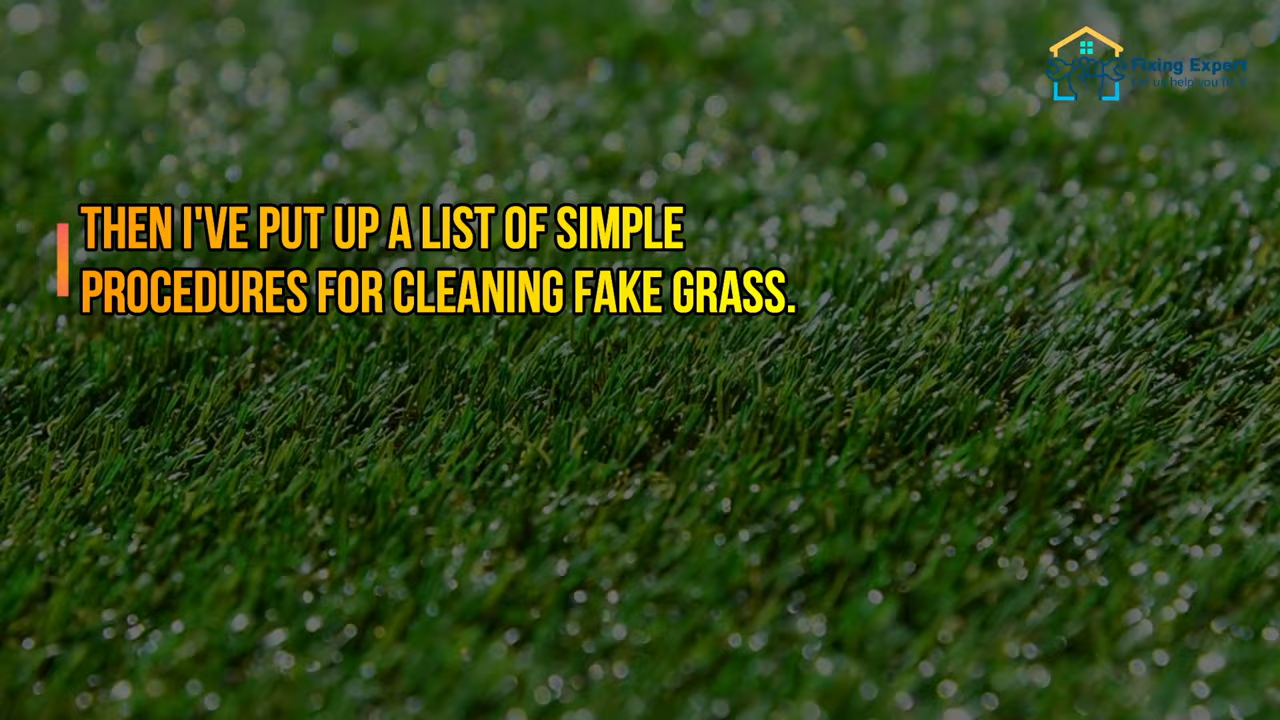 Fixing Expert
THEN I'VE PUT UP A LIST OF SIMPLE
PROCEDURES FOR CLEANING FAKE GRASS.